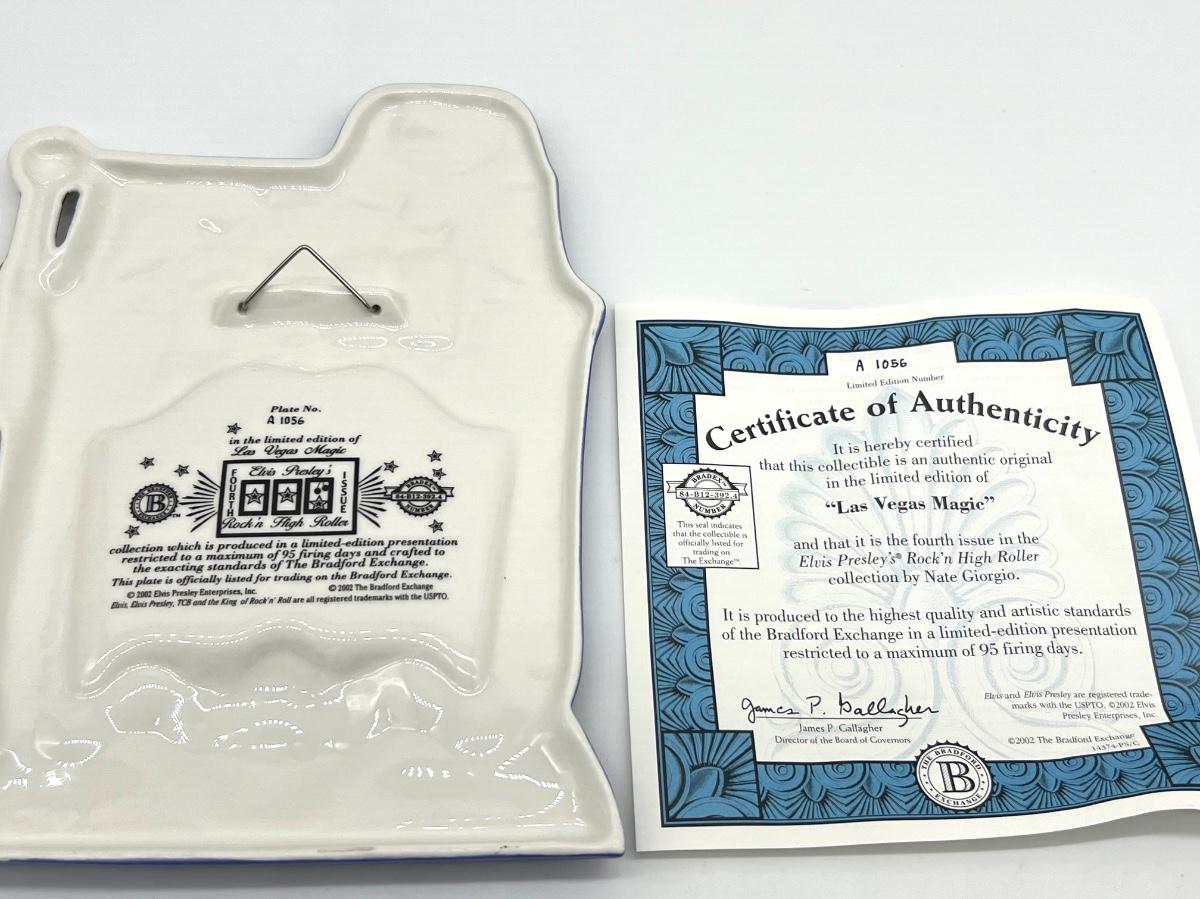 Plate No.
A 1056
in the limited edition of
Las Vegas Magic
Elvis Presley's
FOURTH
ISSUE
Rock'n High Roller
BRADFORD
B
EXCHANGE
TM
BRADEX
84-B12-392.4
NUMBER
collection which is produced in a limited-edition presentation
restricted to a maximum of 95 firing days and crafted to
the exacting standards of The Bradford Exchange.
This plate is officially listed for trading on the Bradford Exchange.
© 2002 Elvis Presley Enterprises, Inc. © 2002 The Bradford Exchange
Elvis, Elvis Presley, TCB and the King of Rock'n' Roll are all registered trademarks with the USPTO.
A 1056
Limited Edition Number
Certificate of Authenticity
It is hereby certified
that this collectible is an authentic original
in the limited edition of
“Las Vegas Magic”
and that it is the fourth issue in the
Elvis Presley's® Rock'n High Roller
collection by Nate Giorgio.
BRADEX™
84-B12-392.4
NUMBER
This seal indicates
that the collectible is
officially listed for
trading on
The Exchange™
It is produced to the highest quality and artistic standards
of the Bradford Exchange in a limited-edition presentation
restricted to a maximum of 95 firing days.
James P. Gallagher
James P. Gallagher
Director of the Board of Governors
Elvis and Elvis Presley are registered trade-
marks with the USPTO. ©2002 Elvis
Presley Enterprises, Inc.
©2002 The Bradford Exchange
14374-PS/C
THE BRADFORD
B
EXCHANGE